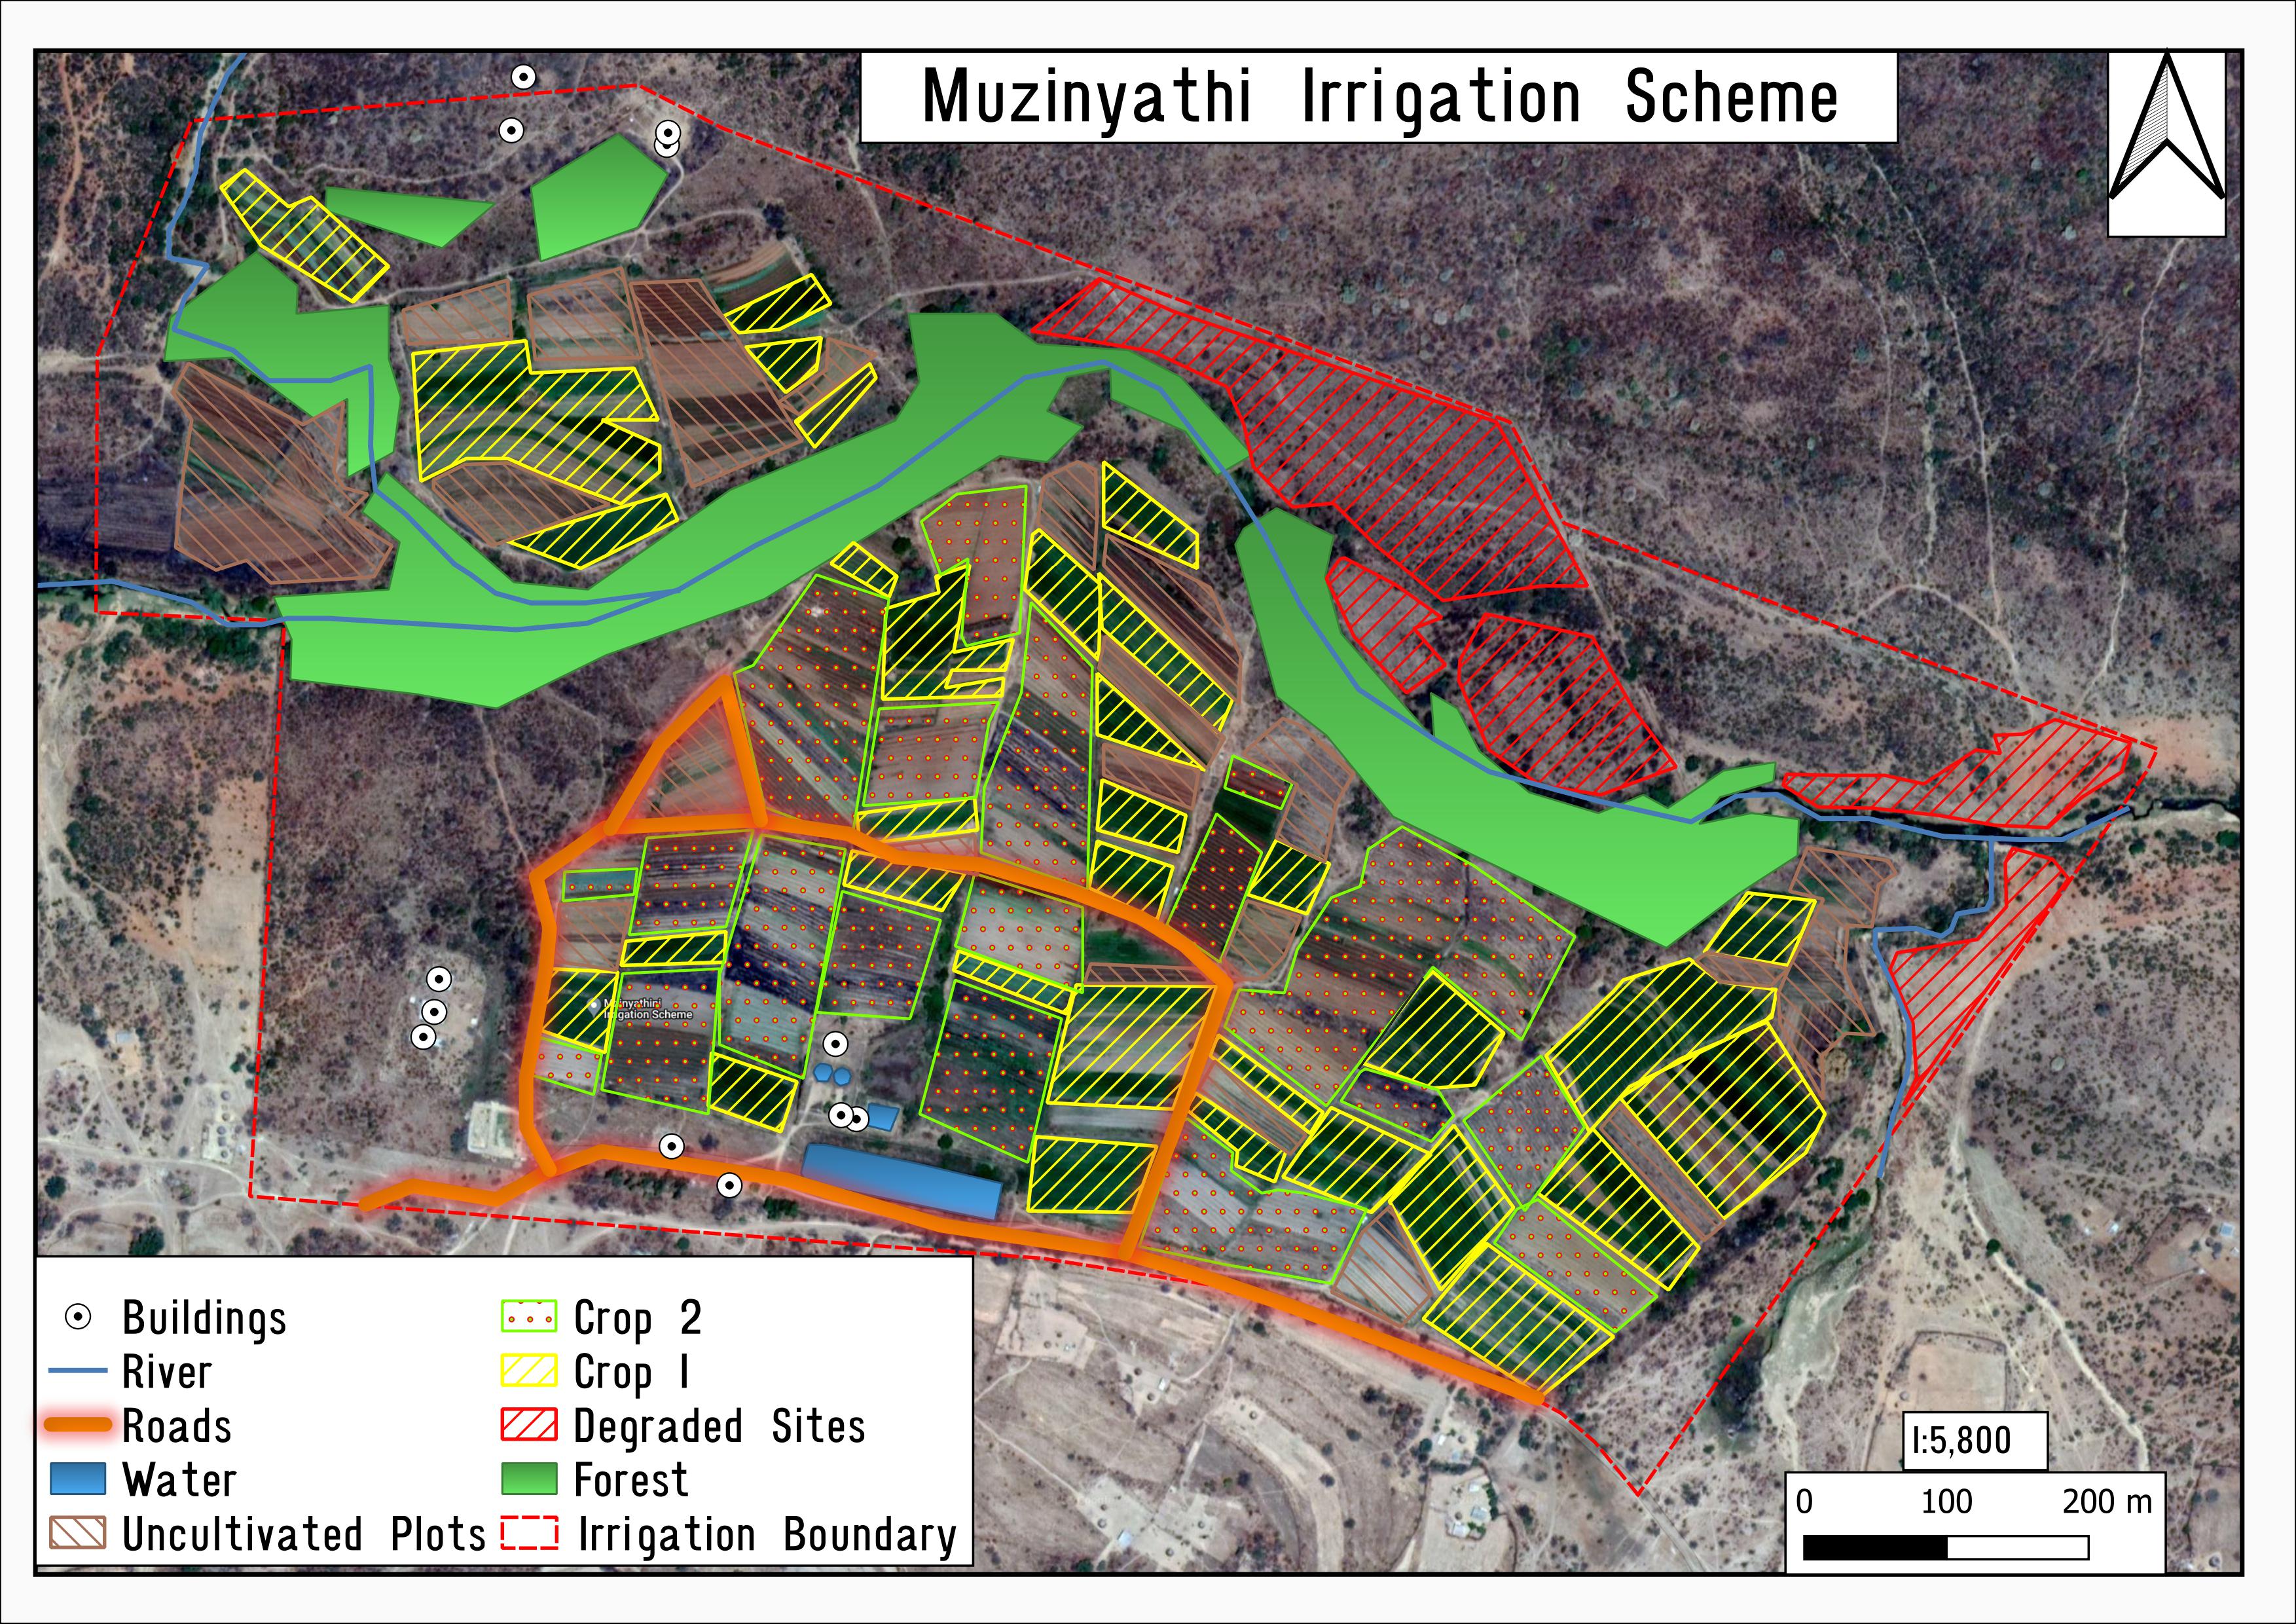 Muzinyathi Irrigation Scheme
Irrigation Scheme
Buildings
River
Roads
Water
Uncultivated Plots
Crop 2
Crop 1
Degraded Sites
Forest
Irrigation Boundary
1:5,800
0 100 200 m